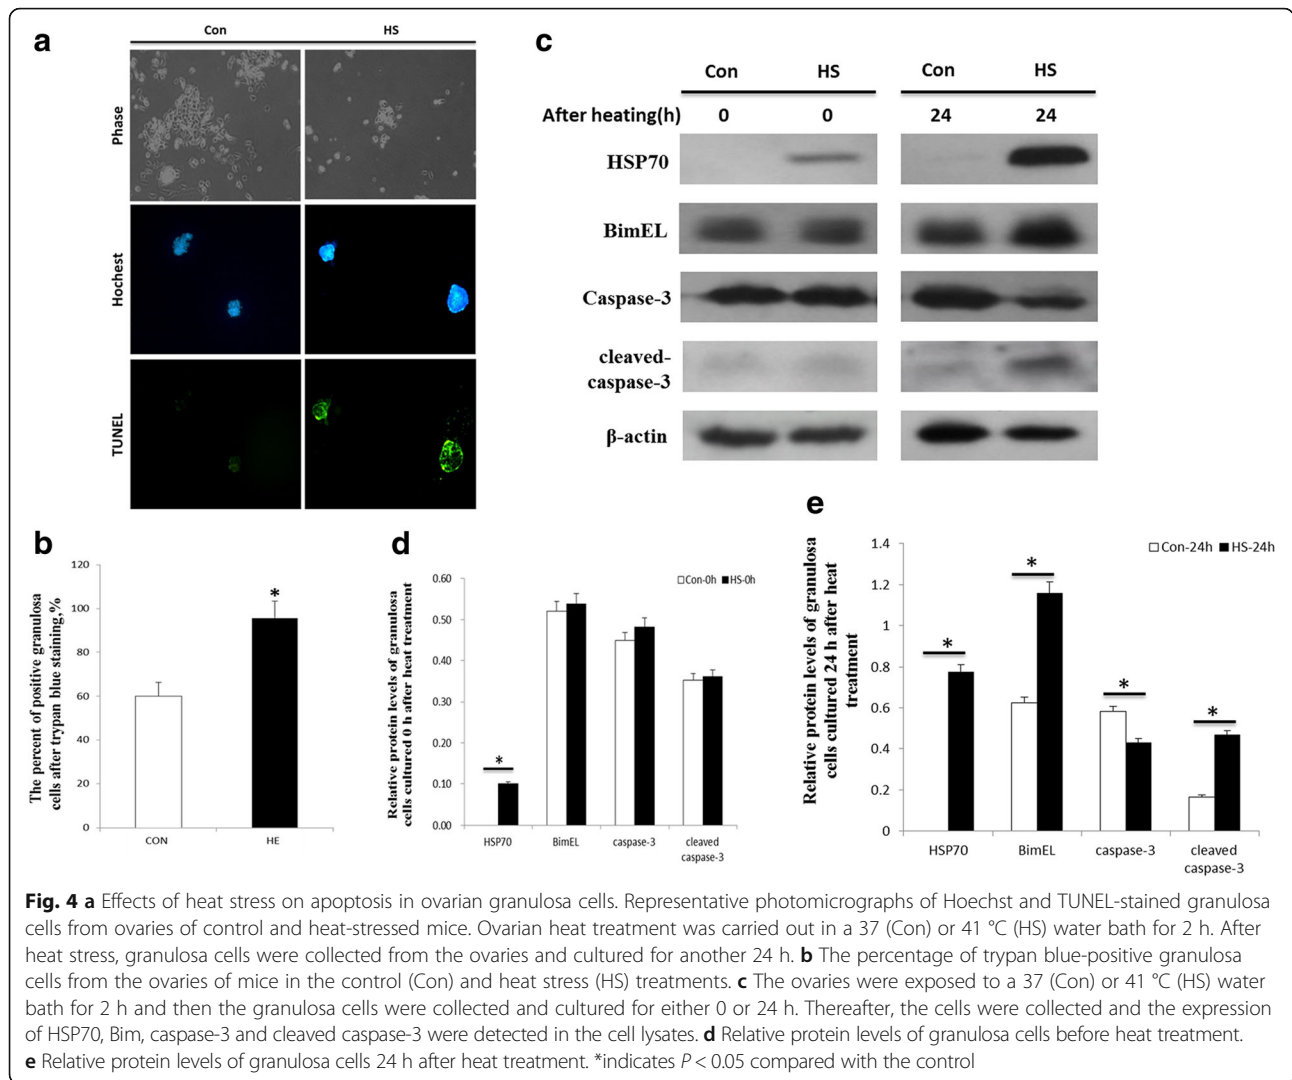 a
Con HS
Phase
Hochest
TUNEL
c
Con HS Con HS
After heating(h) 0 0 24 24
HSP70
BimEL
Caspase-3
cleaved-
caspase-3
β-actin
b
The percent of positive granulosa
cells after trypan blue staining,%
120
100
80
60
40
20
0
*
CON HE
d
Relative protein levels of granulosa
cells cultured 0 h after heat treatment
0.60
0.50
0.40
0.30
0.20
0.10
0.00
Con-0h HS-0h
*
HSP70 BimEL caspase-3 cleaved
caspase-3
e
Relative protein levels of granulosa
cells cultured 24 h after heat
treatment
1.4
1.2
1
0.8
0.6
0.4
0.2
0
Con-24h HS-24h
* * * *
HSP70 BimEL caspase-3 cleaved
caspase-3
Fig. 4 a Effects of heat stress on apoptosis in ovarian granulosa cells. Representative photomicrographs of Hoechst and TUNEL-stained granulosa
cells from ovaries of control and heat-stressed mice. Ovarian heat treatment was carried out in a 37 (Con) or 41 °C (HS) water bath for 2 h. After
heat stress, granulosa cells were collected from the ovaries and cultured for another 24 h. b The percentage of trypan blue-positive granulosa
cells from the ovaries of mice in the control (Con) and heat stress (HS) treatments. c The ovaries were exposed to a 37 (Con) or 41 °C (HS) water
bath for 2 h and then the granulosa cells were collected and cultured for either 0 or 24 h. Thereafter, the cells were collected and the expression
of HSP70, Bim, caspase-3 and cleaved caspase-3 were detected in the cell lysates. d Relative protein levels of granulosa cells before heat treatment.
e Relative protein levels of granulosa cells 24 h after heat treatment. *indicates P < 0.05 compared with the control